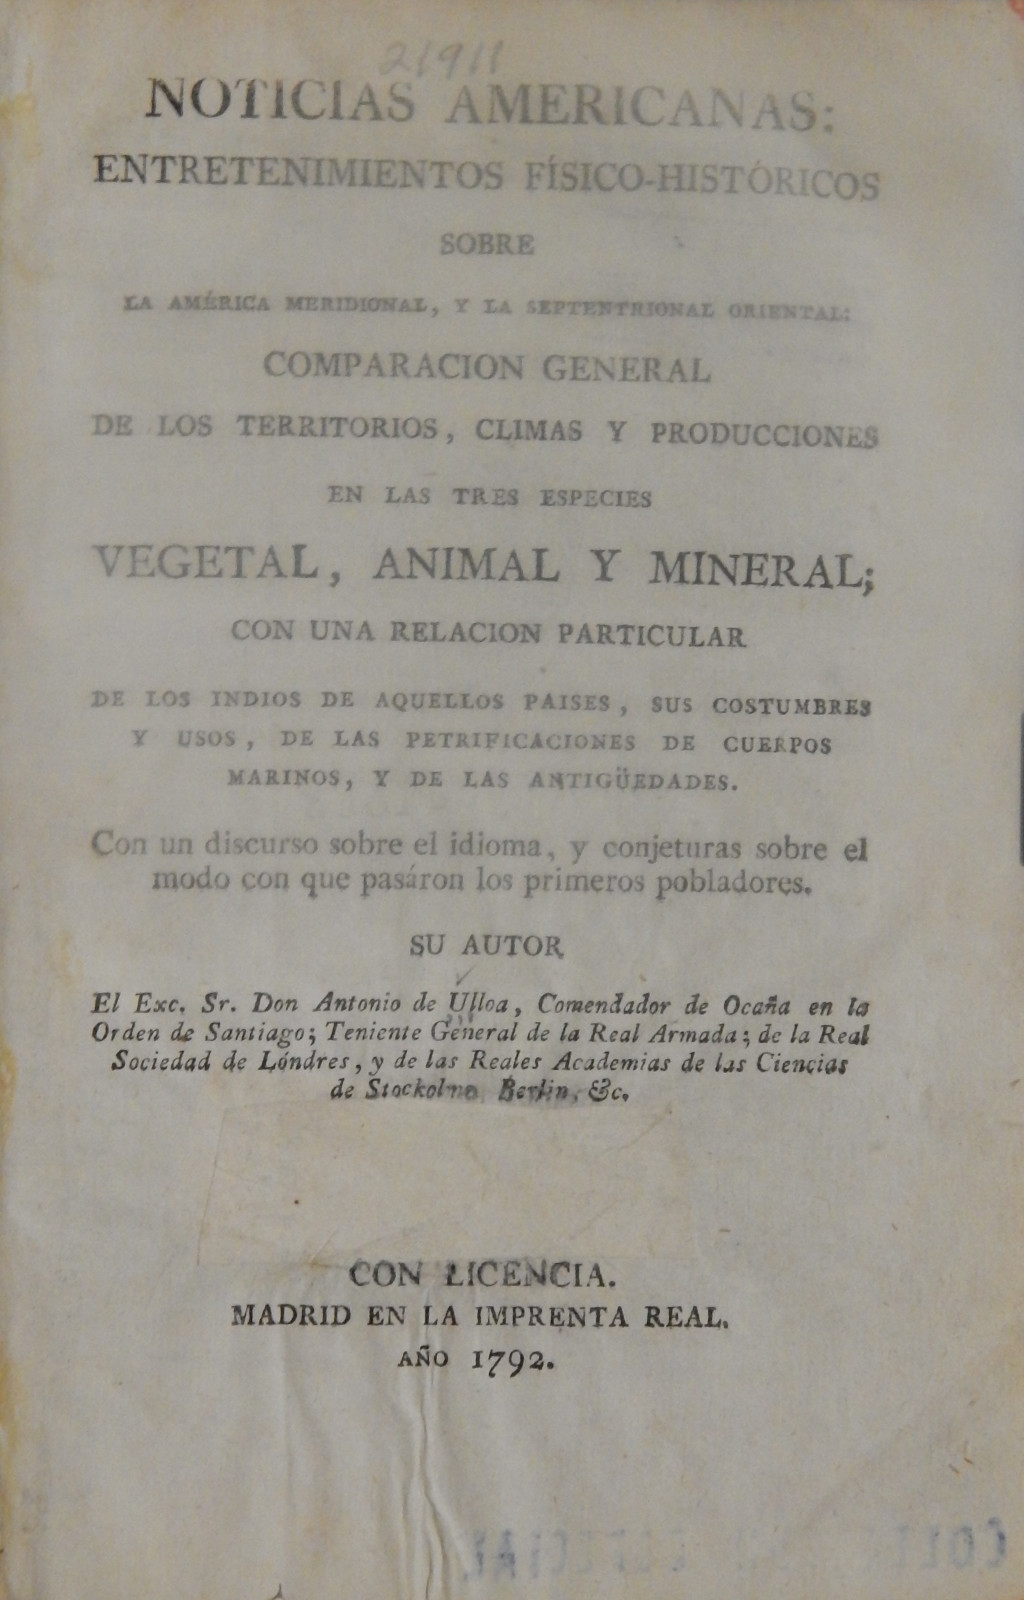 21911
NOTICIAS AMERICANAS:
ENTRETENIMIENTOS FÍSICO-HISTÓRICOS
SOBRE
LA AMÉRICA MERIDIONAL, Y LA SEPTENTRIONAL ORIENTAL:
COMPARACION GENERAL
DE LOS TERRITORIOS, CLIMAS Y PRODUCCIONES
EN LAS TRES ESPECIES
VEGETAL, ANIMAL Y MINERAL;
CON UNA RELACION PARTICULAR
DE LOS INDIOS DE AQUELLOS PAISES, SUS COSTUMBRES
Y USOS, DE LAS PETRIFICACIONES DE CUERPOS
MARINOS, Y DE LAS ANTIGÜEDADES.
Con un discurso sobre el idioma, y conjeturas sobre el
modo con que pasáron los primeros pobladores.
SU AUTOR
El Exc. Sr. Don Antonio de Ulloa, Comendador de Ocaña en la
Orden de Santiago; Teniente General de la Real Armada; de la Real
Sociedad de Lóndres, y de las Reales Academias de las Ciencias
de Stockolmo Berlin, &c.
CON LICENCIA.
MADRID EN LA IMPRENTA REAL.
AÑO 1792.